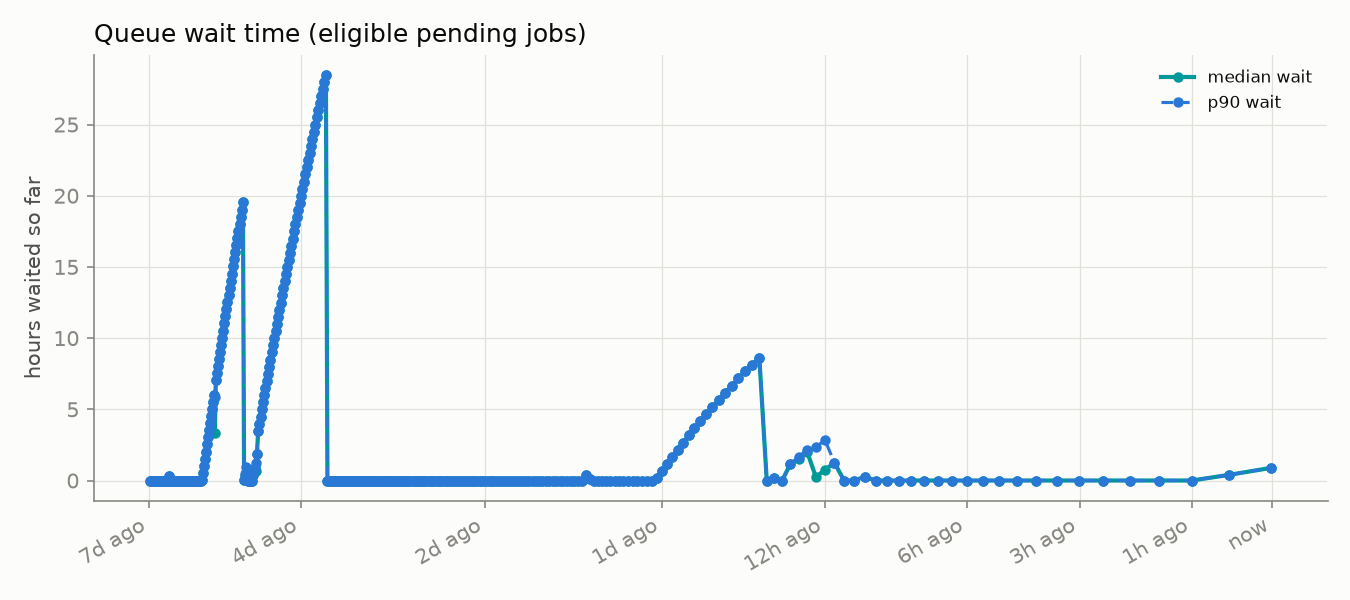 Queue wait time (eligible pending jobs)
median wait
p90 wait
hours waited so far
25
20
15
10
5
0
7d ago
4d ago
2d ago
1d ago
12h ago
6h ago
3h ago
1h ago
now